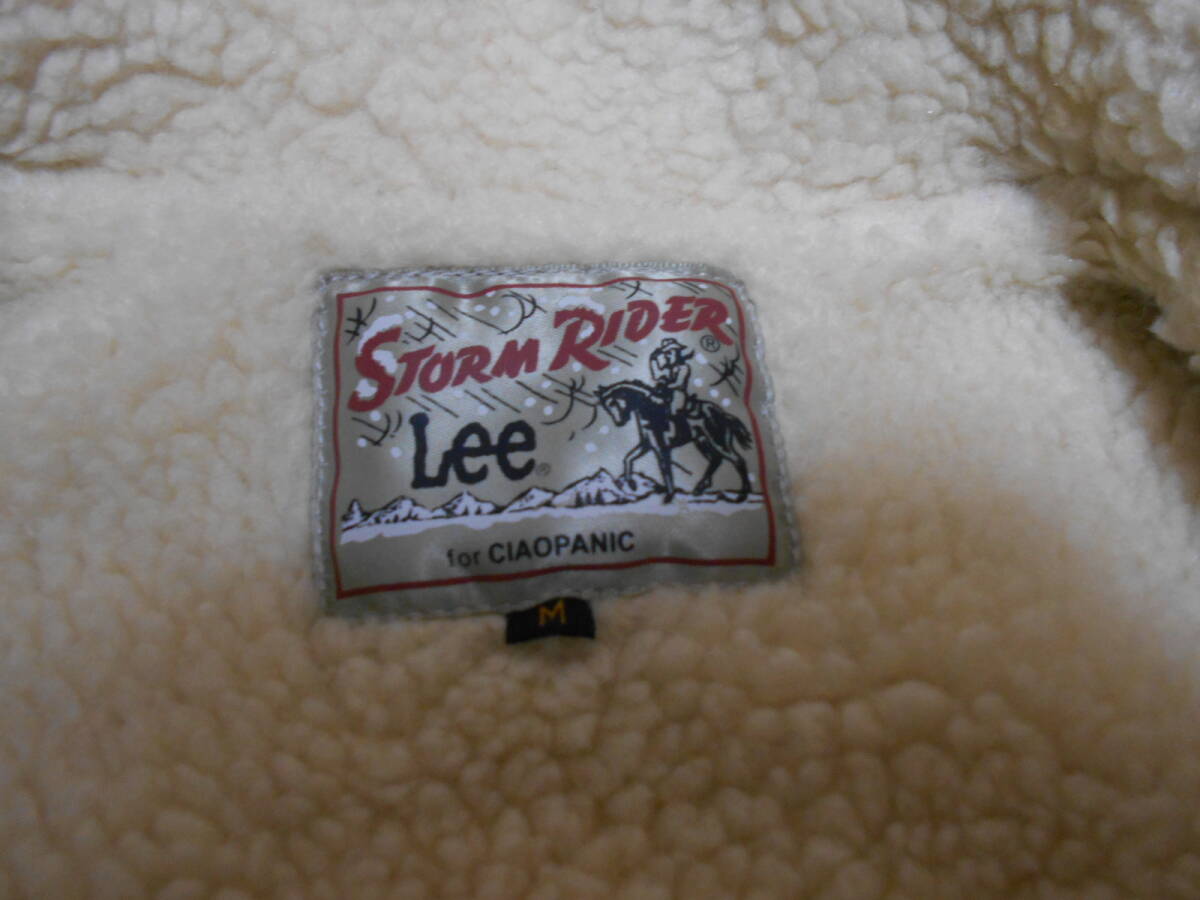 STORM RIDER ®
Lee ®
for CIAOPANIC
M